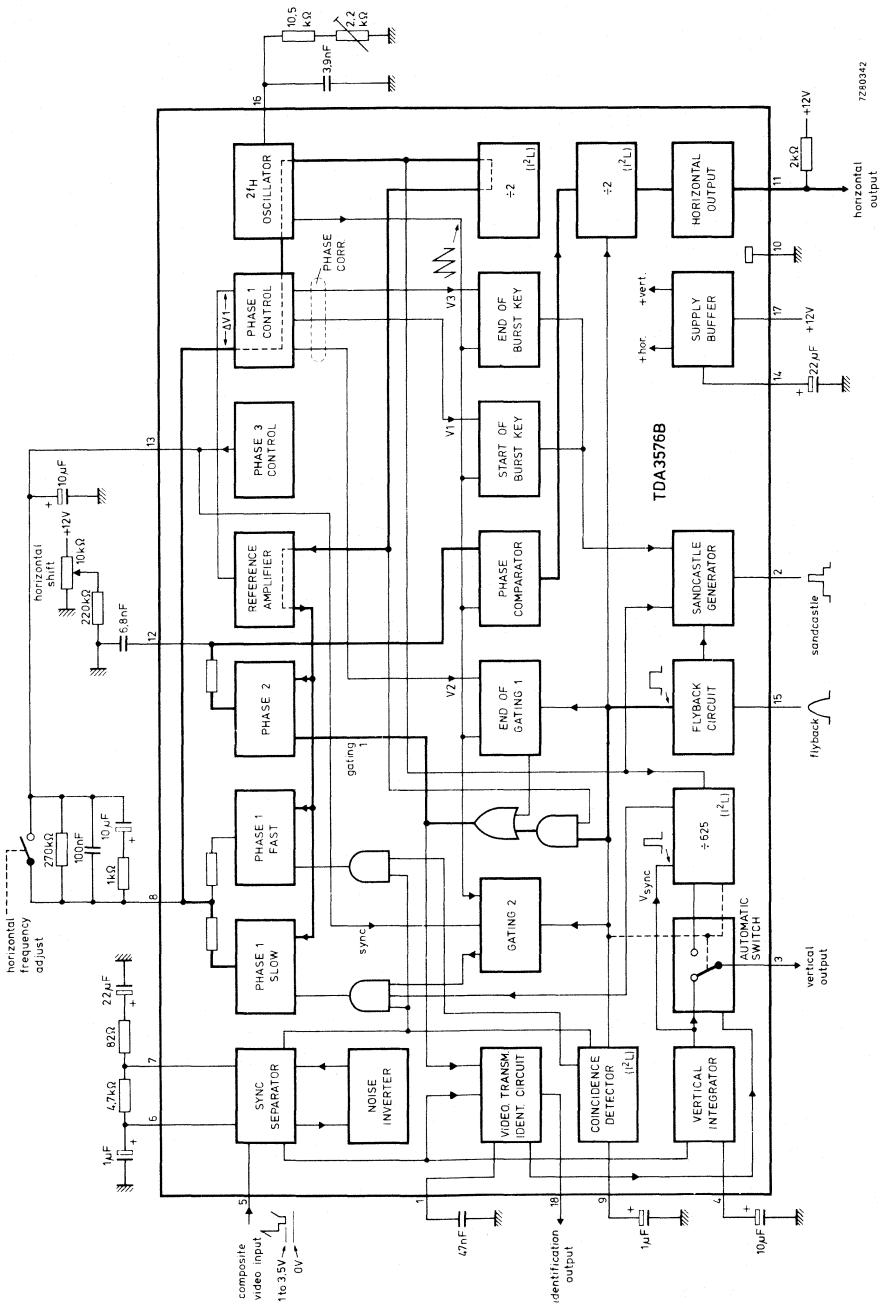 composite
video input
1 to 3,5V
0V
5
1µF
+
6
4,7kΩ
7
82Ω
22µF
+
horizontal
frequency
adjust
8
270kΩ
100nF
1kΩ
10µF
+
horizontal
shift
+12V
10kΩ
220kΩ
6,8nF
12
+
10µF
13
10,5
kΩ
2,2
kΩ
3,9nF
16
SYNC
SEPARATOR
NOISE
INVERTER
PHASE 1
SLOW
PHASE 1
FAST
PHASE 2
REFERENCE
AMPLIFIER
PHASE 3
CONTROL
PHASE 1
CONTROL
ΔV1
2fH
OSCILLATOR
PHASE
CORR.
sync
gating
1
V2
V1
V3
VIDEO. TRANSM.
IDENT. CIRCUIT
GATING 2
END OF
GATING 1
PHASE
COMPARATOR
START OF
BURST KEY
END OF
BURST KEY
÷2
(I²L)
COINCIDENCE
DETECTOR
(I²L)
÷2
(I²L)
VERTICAL
INTEGRATOR
AUTOMATIC
SWITCH
Vsync
÷625
(I²L)
FLYBACK
CIRCUIT
SANDCASTLE
GENERATOR
TDA3576B
+hor.
+vert.
SUPPLY
BUFFER
HORIZONTAL
OUTPUT
1
47nF
18
identification
output
9
+
1µF
4
+
10µF
3
vertical
output
15
flyback
2
sandcastle
14
+
22µF
17
+12V
10
11
2kΩ
+12V
horizontal
output
7Z80342